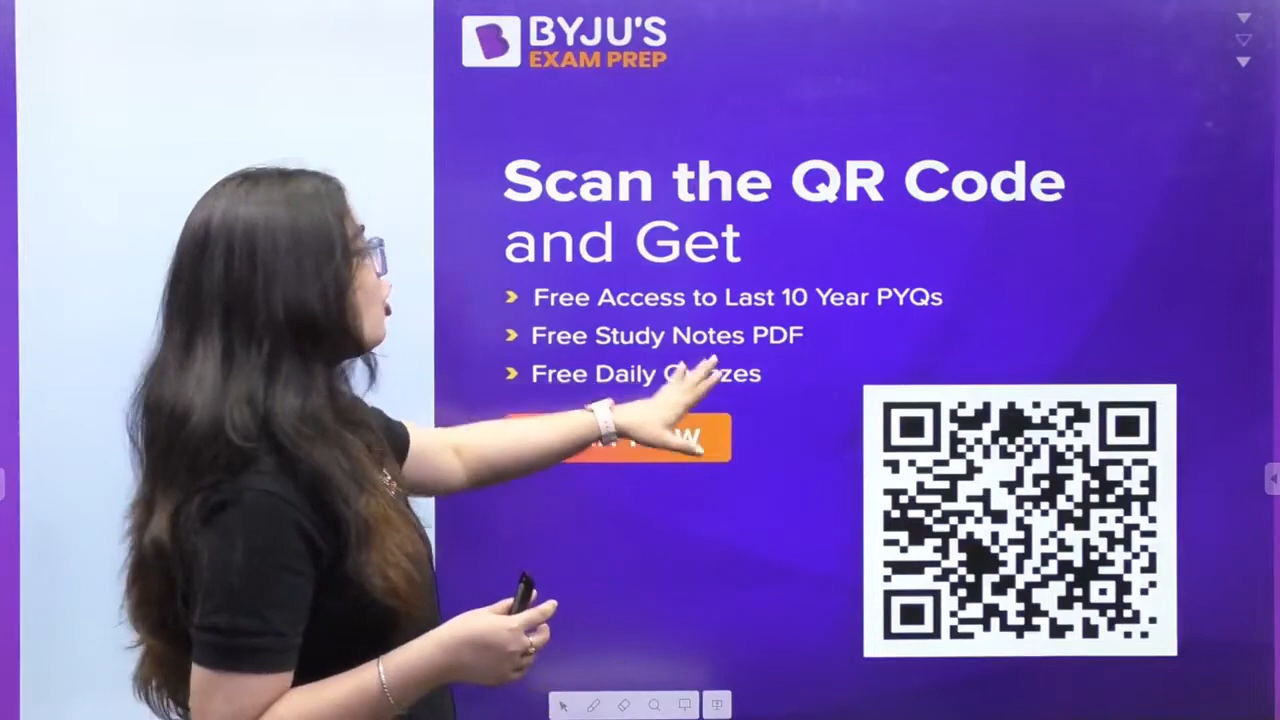 BYJU'S
EXAM PREP
Scan the QR Code
and Get
Free Access to Last 10 Year PYQs
Free Study Notes PDF
Free Daily